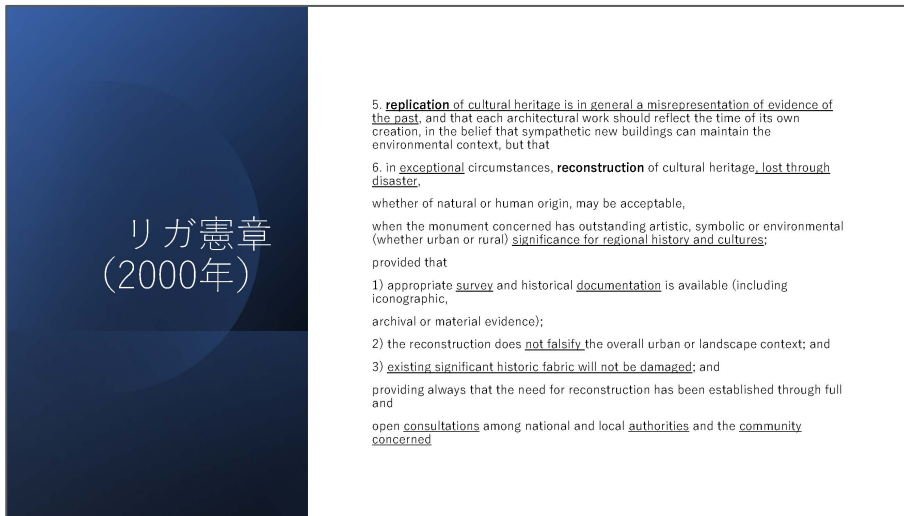 リガ憲章
(2000年)
5. replication of cultural heritage is in general a misrepresentation of evidence of
the past, and that each architectural work should reflect the time of its own
creation, in the belief that sympathetic new buildings can maintain the
environmental context, but that
6. in exceptional circumstances, reconstruction of cultural heritage, lost through
disaster,
whether of natural or human origin, may be acceptable,
when the monument concerned has outstanding artistic, symbolic or environmental
(whether urban or rural) significance for regional history and cultures;
provided that
1) appropriate survey and historical documentation is available (including
iconographic,
archival or material evidence);
2) the reconstruction does not falsify the overall urban or landscape context; and
3) existing significant historic fabric will not be damaged; and
providing always that the need for reconstruction has been established through full
and
open consultations among national and local authorities and the community
concerned